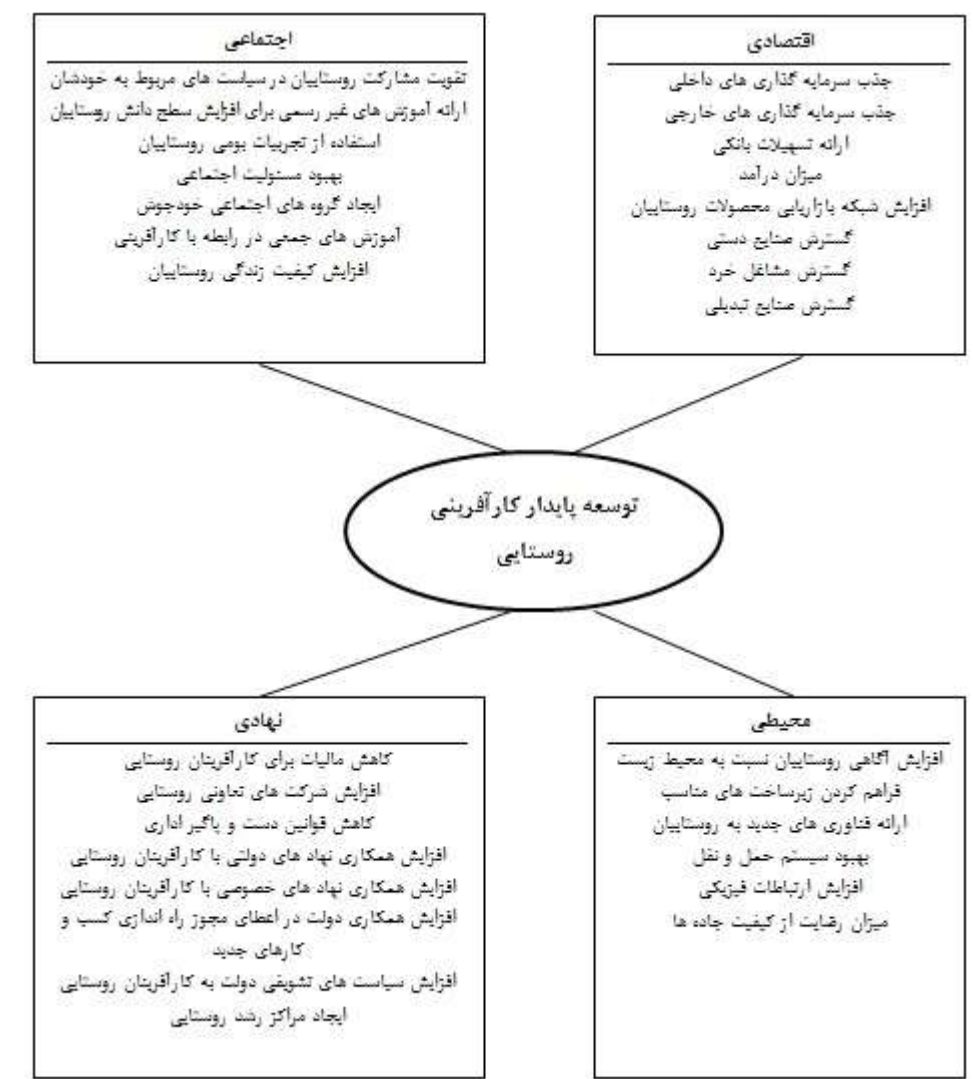 اقتصادی
جذب سرمایه گذاری های داخلی
جذب سرمایه گذاری های خارجی
ارائه تسهیلات بانکی
میزان درآمد
افزایش شبکه بازاریابی محصولات روستاییان
گسترش صنایع دستی
گسترش مشاغل خرد
گسترش صنایع تبدیلی
اجتماعی
تقویت مشارکت روستاییان در سیاست های مربوط به خودشان
ارائه آموزش های غیر رسمی برای افزایش سطح دانش روستاییان
استفاده از تجربیات بومی روستاییان
بهبود مسئولیت اجتماعی
ایجاد گروه های اجتماعی خودجوش
آموزش های جمعی در رابطه با کارآفرینی
افزایش کیفیت زندگی روستاییان
توسعه پایدار کارآفرینی
روستایی
محیطی
افزایش آگاهی روستاییان نسبت به محیط زیست
فراهم کردن زیرساخت های مناسب
ارائه فناوری های جدید به روستاییان
بهبود سیستم حمل و نقل
افزایش ارتباطات فیزیکی
میزان رضایت از کیفیت جاده ها
نهادی
کاهش مالیات برای کارآفرینان روستایی
افزایش شرکت های تعاونی روستایی
کاهش قوانین دست و پاگیر اداری
افزایش همکاری نهاد های دولتی با کارآفرینان روستایی
افزایش همکاری نهاد های خصوصی با کارآفرینان روستایی
افزایش همکاری دولت در اعطای مجوز راه اندازی کسب و
کارهای جدید
افزایش سیاست های تشویقی دولت به کارآفرینان روستایی
ایجاد مراکز رشد روستایی